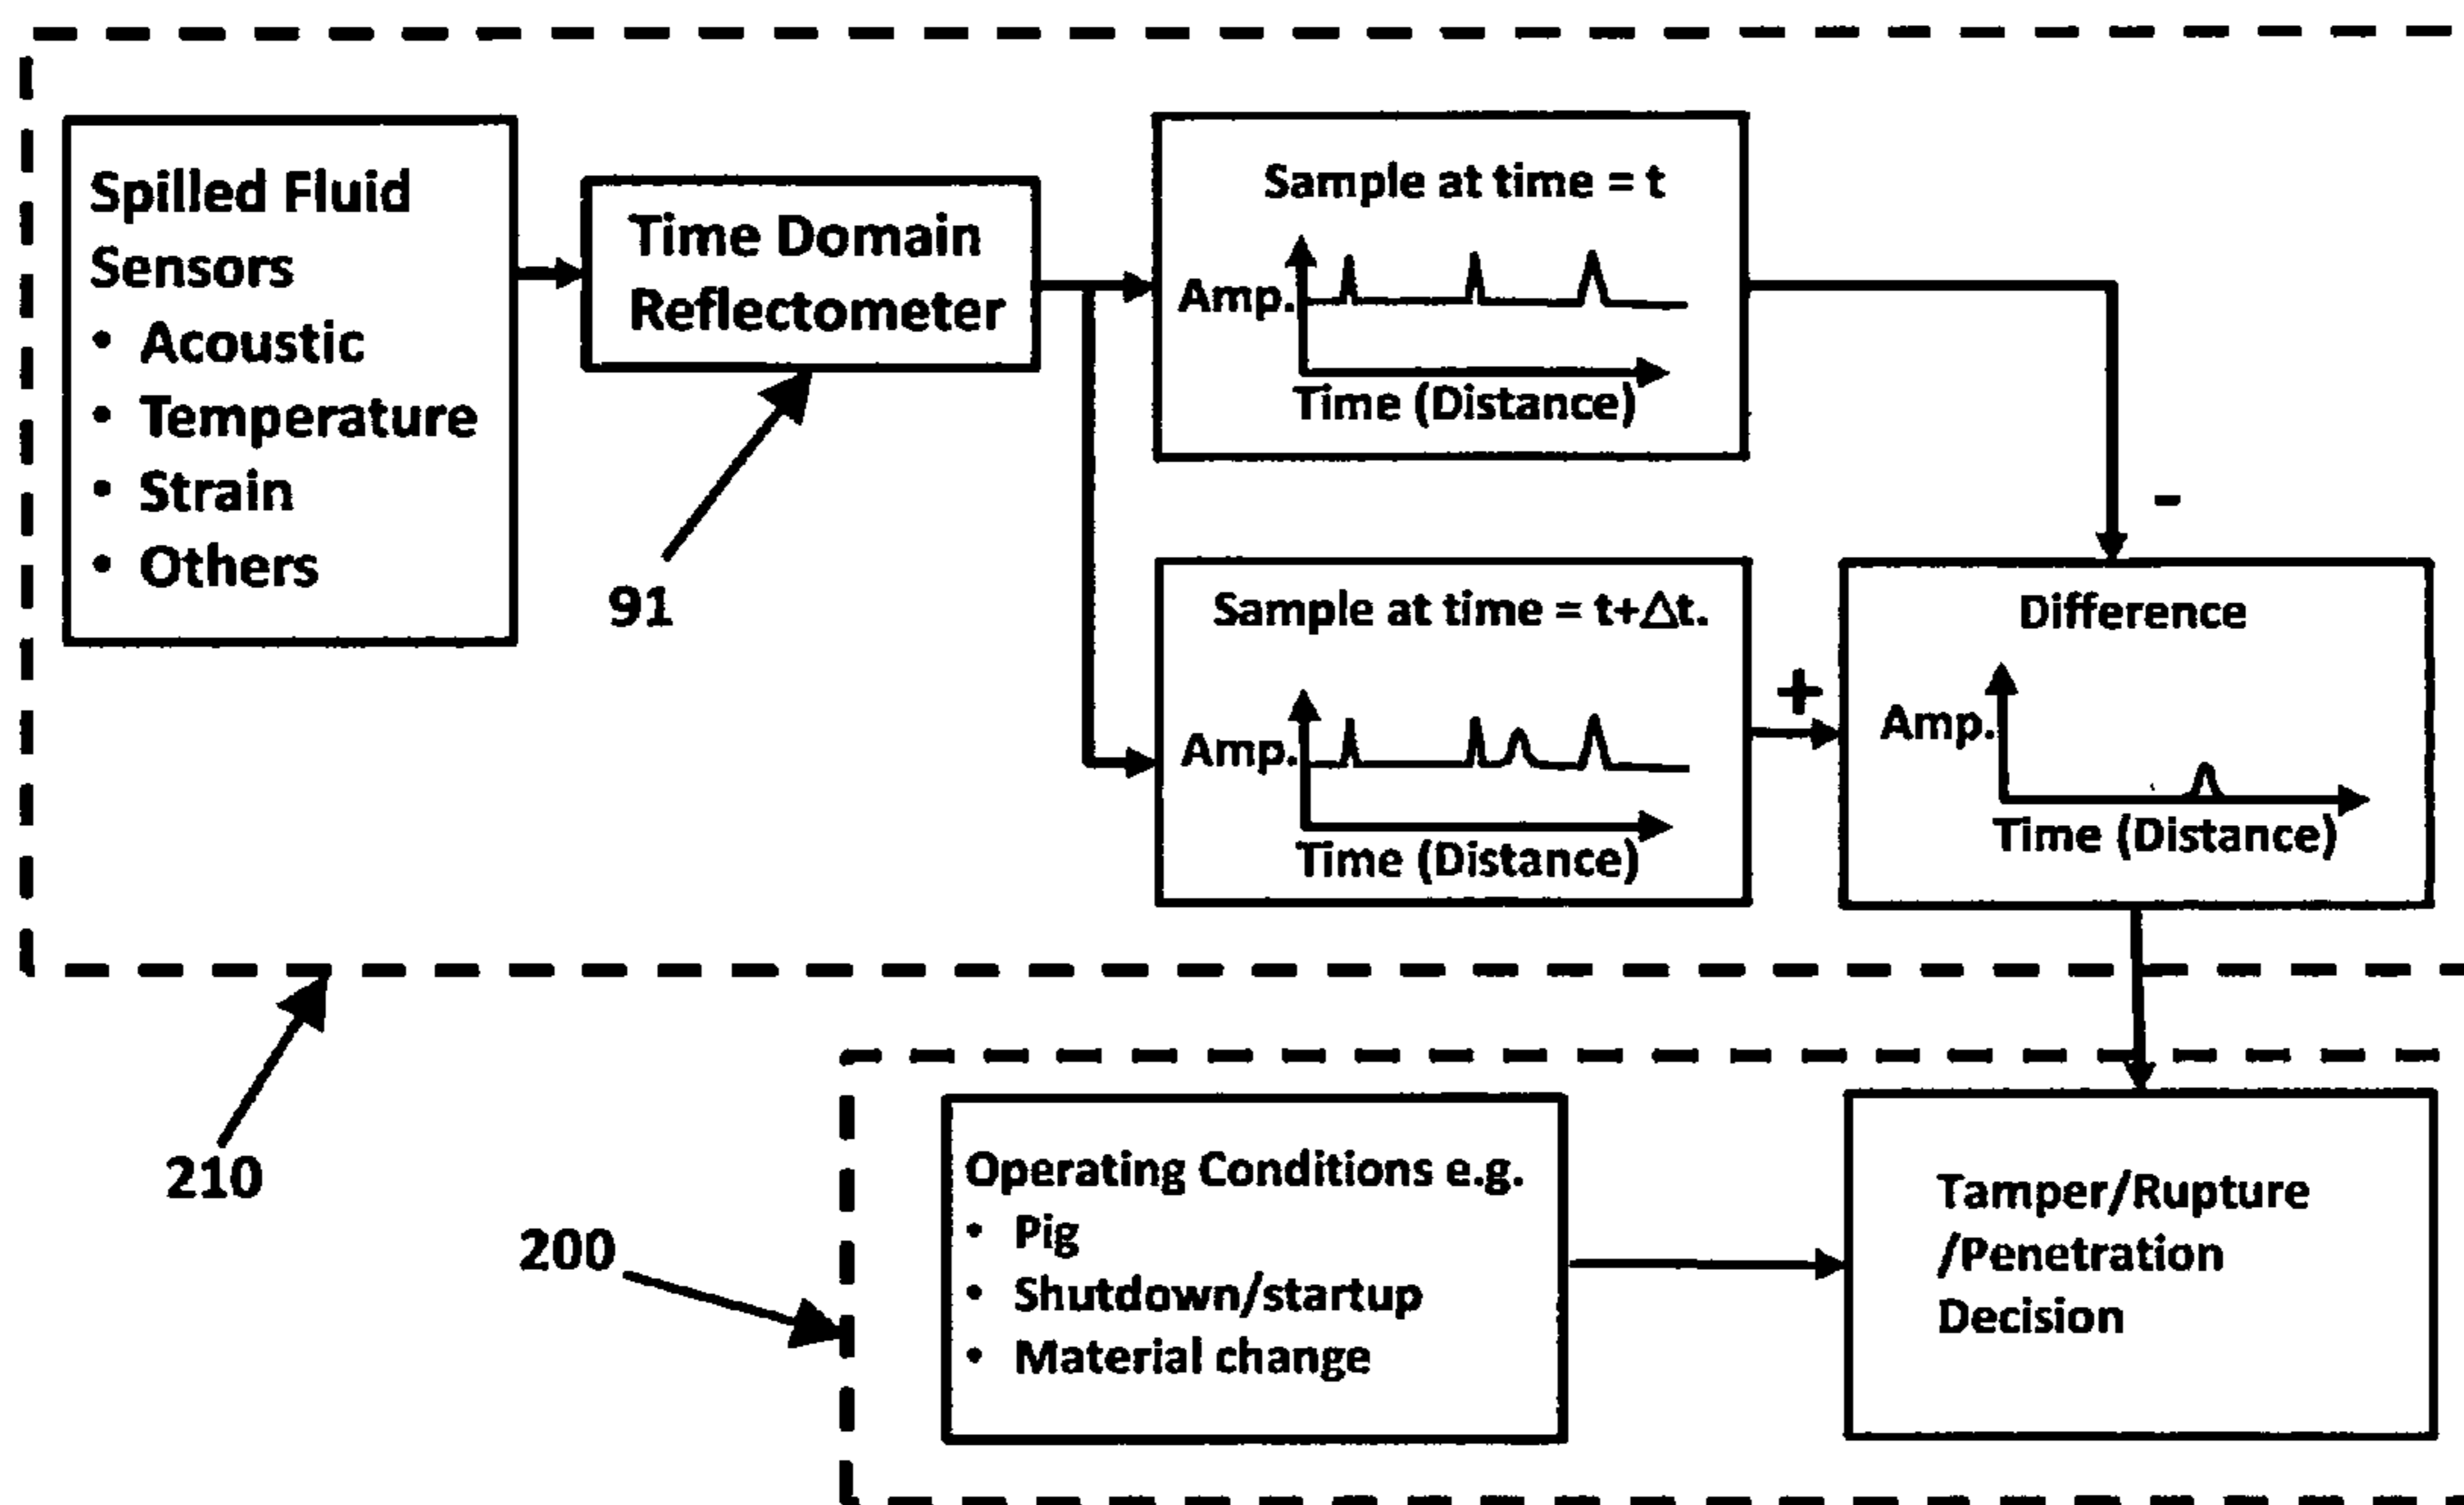 Spilled Fluid
Sensors
• Acoustic
• Temperature
• Strain
• Others
Time Domain
Reflectometer
91
Sample at time = t
Amp.
Time (Distance)
-
Sample at time = t+Δt.
Amp.
Time (Distance)
+
Difference
Amp.
Time (Distance)
210
200
Operating Conditions e.g.
• Pig
• Shutdown/startup
• Material change
Tamper/Rupture
/Penetration
Decision